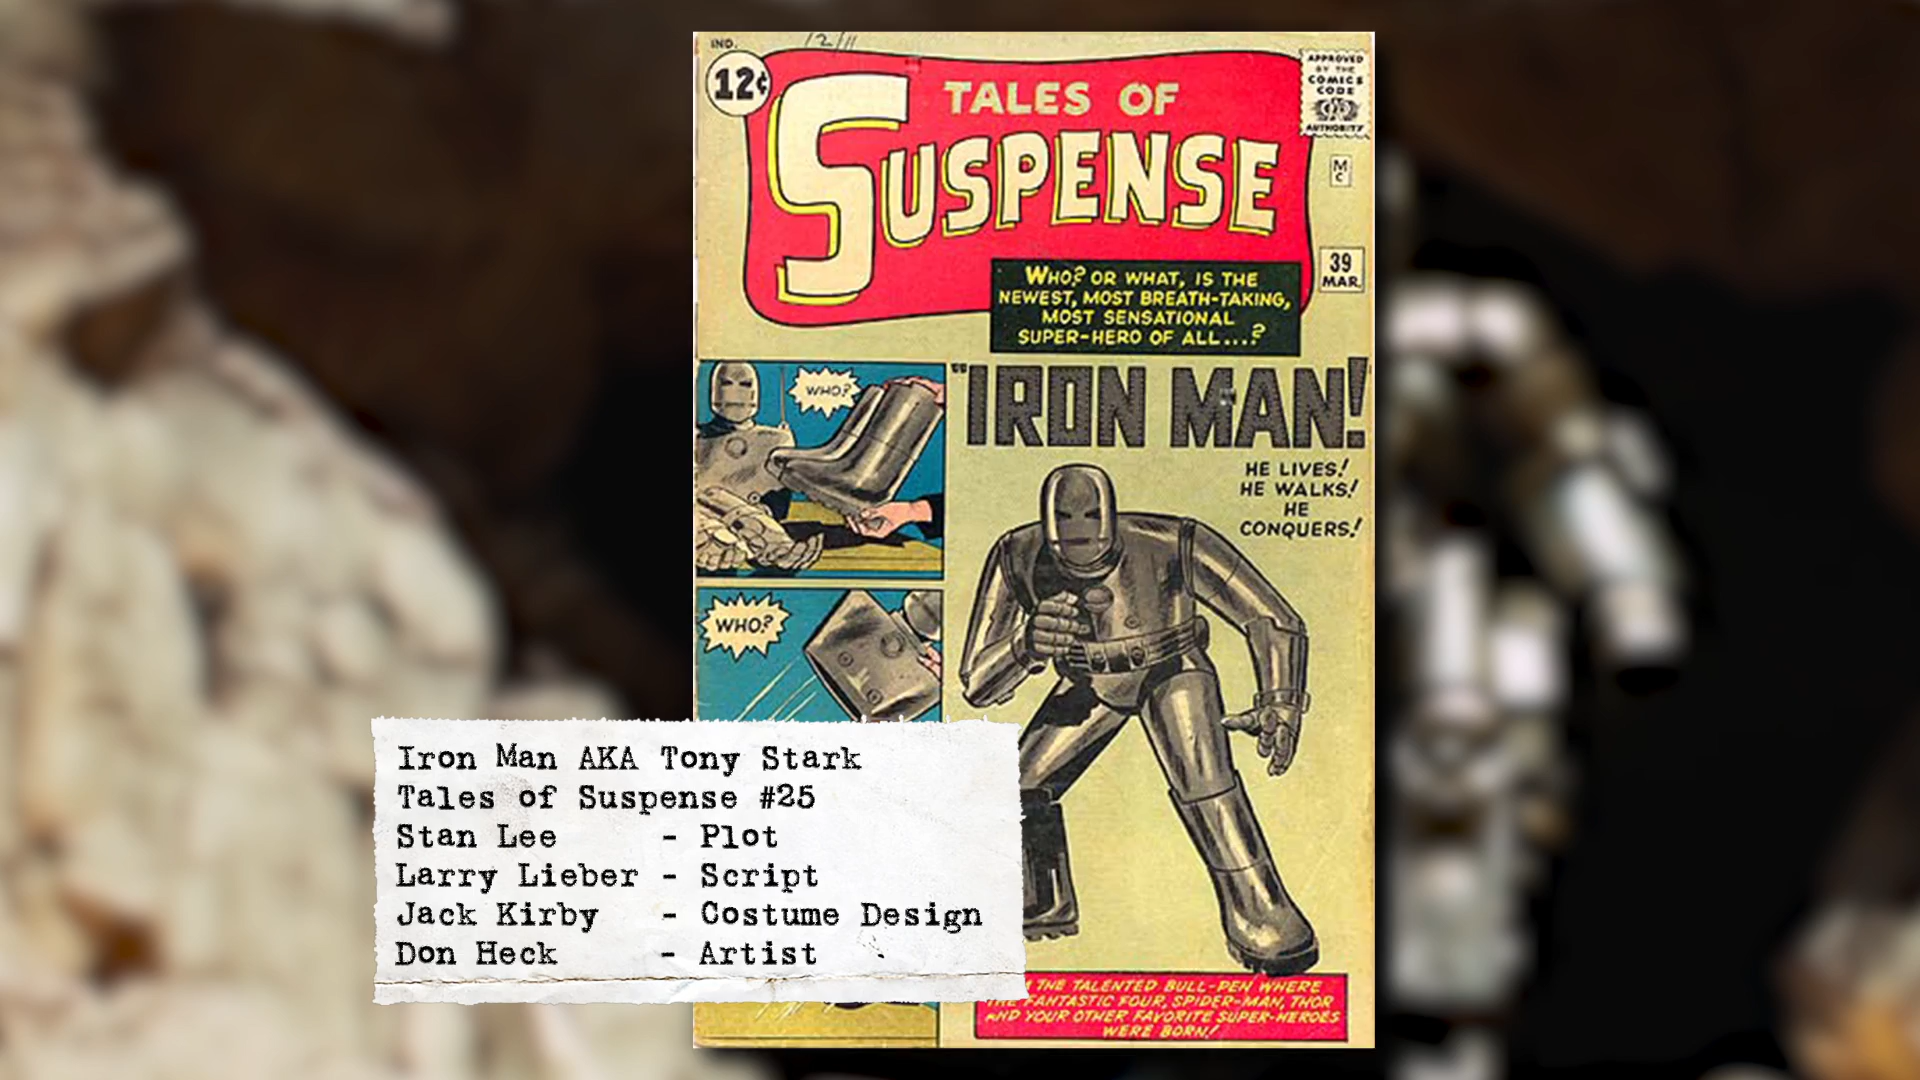 IND.
12/11
12¢
TALES OF
SUSPENSE
APPROVED
BY THE
COMICS
CODE
AUTHORITY
M
C
39
MAR.
WHO? OR WHAT, IS THE
NEWEST, MOST BREATH-TAKING,
MOST SENSATIONAL
SUPER-HERO OF ALL...?
"IRON MAN!
HE LIVES!
HE WALKS!
HE
CONQUERS!
WHO?
WHO?
Iron Man AKA Tony Stark
Tales of Suspense #25
Stan Lee - Plot
Larry Lieber - Script
Jack Kirby - Costume Design
Don Heck - Artist
THE TALENTED BULL-PEN WHERE
THE FANTASTIC FOUR, SPIDER-MAN, THOR
AND YOUR OTHER FAVORITE SUPER-HEROES
WERE BORN!